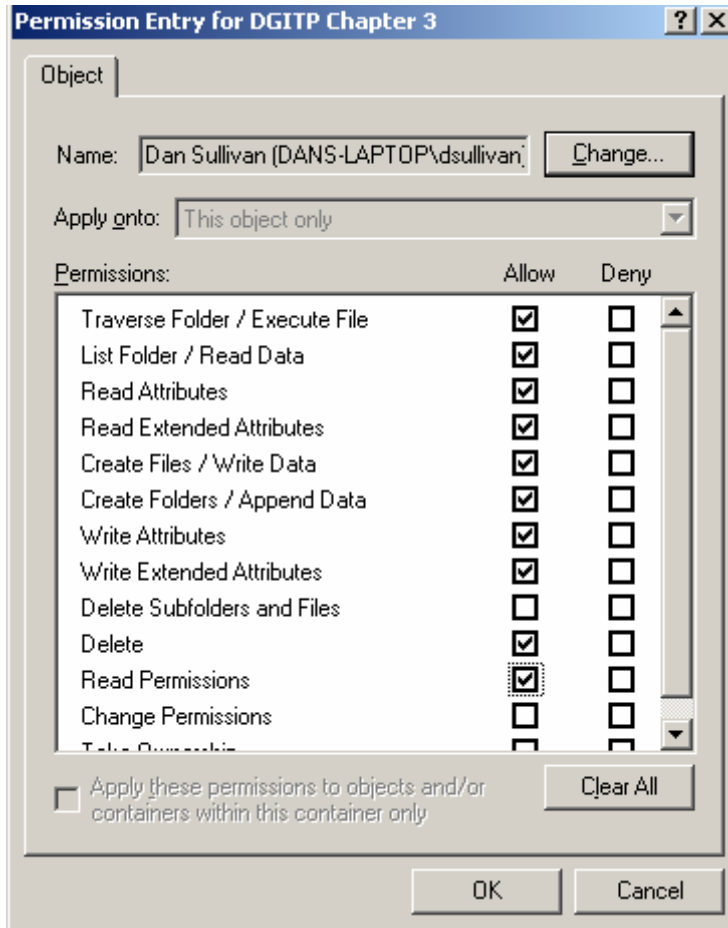 Permission Entry for DGITP Chapter 3
Object
Name: Dan Sullivan (DANS-LAPTOP\dsullivan) Change...
Apply onto: This object only
Permissions: Allow Deny
Traverse Folder / Execute File
List Folder / Read Data
Read Attributes
Read Extended Attributes
Create Files / Write Data
Create Folders / Append Data
Write Attributes
Write Extended Attributes
Delete Subfolders and Files
Delete
Read Permissions
Change Permissions
Take Ownership
Apply these permissions to objects and/or
containers within this container only
Clear All
OK Cancel